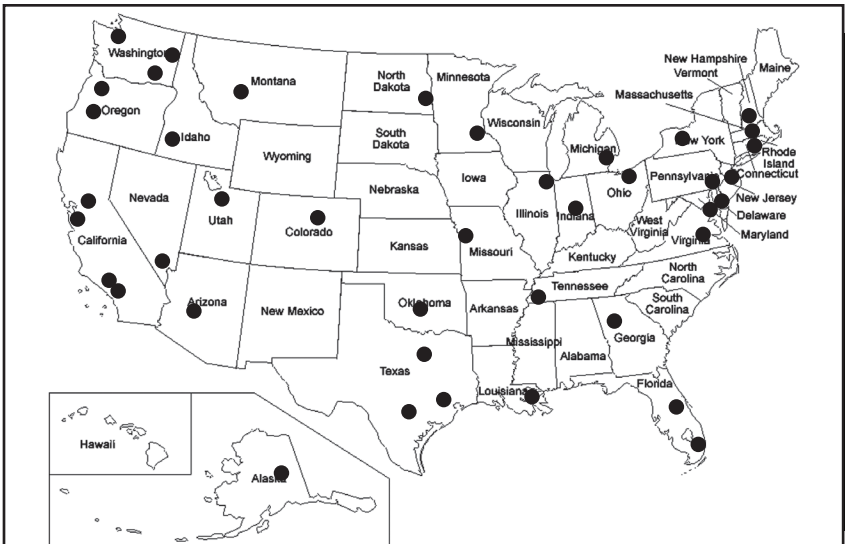 New Hampshire
Vermont
Maine
Massachusetts
Washington
Montana
North
Dakota
Minnesota
Oregon
Idaho
South
Dakota
Wisconsin
Michigan
New York
Rhode
Island
Connecticut
Wyoming
Iowa
Pennsylvania
Nebraska
Ohio
New Jersey
Nevada
Utah
Illinois
Indiana
Delaware
West
Virginia
Maryland
Colorado
California
Kansas
Missouri
Virginia
Kentucky
North
Carolina
Arizona
New Mexico
Oklahoma
Arkansas
Tennessee
South
Carolina
Mississippi
Georgia
Alabama
Texas
Louisiana
Florida
Hawaii
Alaska